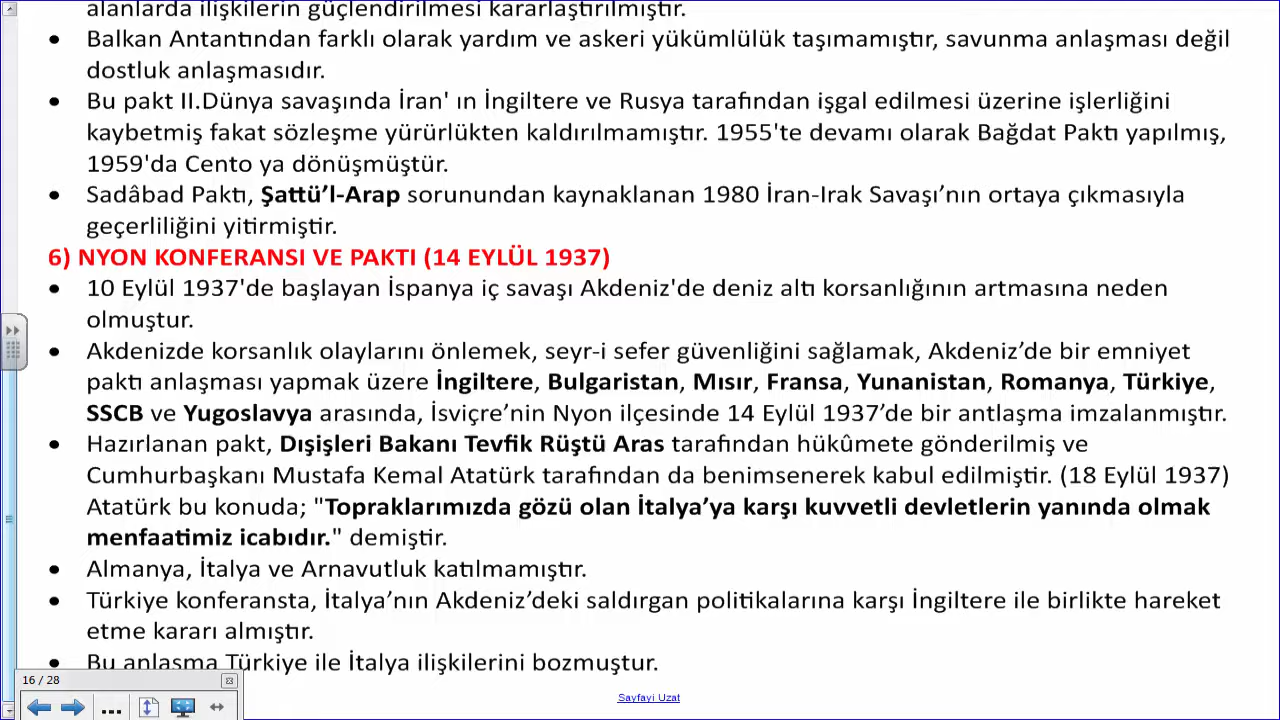 alanlarda ilişkilerin güçlendirilmesi kararlaştırılmıştır.
• Balkan Antantından farklı olarak yardım ve askeri yükümlülük taşımamıştır, savunma anlaşması değil
dostluk anlaşmasıdır.
• Bu pakt II.Dünya savaşında İran' ın İngiltere ve Rusya tarafından işgal edilmesi üzerine işlerliğini
kaybetmiş fakat sözleşme yürürlükten kaldırılmamıştır. 1955'te devamı olarak Bağdat Paktı yapılmış,
1959'da Cento ya dönüşmüştür.
• Sadâbad Paktı, Şattü’l-Arap sorunundan kaynaklanan 1980 İran-Irak Savaşı’nın ortaya çıkmasıyla
geçerliliğini yitirmiştir.
6) NYON KONFERANSI VE PAKTI (14 EYLÜL 1937)
• 10 Eylül 1937'de başlayan İspanya iç savaşı Akdeniz'de deniz altı korsanlığının artmasına neden
olmuştur.
• Akdenizde korsanlık olaylarını önlemek, seyr-i sefer güvenliğini sağlamak, Akdeniz’de bir emniyet
paktı anlaşması yapmak üzere İngiltere, Bulgaristan, Mısır, Fransa, Yunanistan, Romanya, Türkiye,
SSCB ve Yugoslavya arasında, İsviçre’nin Nyon ilçesinde 14 Eylül 1937’de bir antlaşma imzalanmıştır.
• Hazırlanan pakt, Dışişleri Bakanı Tevfik Rüştü Aras tarafından hükûmete gönderilmiş ve
Cumhurbaşkanı Mustafa Kemal Atatürk tarafından da benimsenerek kabul edilmiştir. (18 Eylül 1937)
Atatürk bu konuda; "Topraklarımızda gözü olan İtalya’ya karşı kuvvetli devletlerin yanında olmak
menfaatimiz icabıdır." demiştir.
• Almanya, İtalya ve Arnavutluk katılmamıştır.
• Türkiye konferansta, İtalya’nın Akdeniz’deki saldırgan politikalarına karşı İngiltere ile birlikte hareket
etme kararı almıştır.
• Bu anlaşma Türkiye ile İtalya ilişkilerini bozmuştur.
16 / 28
Sayfayi Uzat